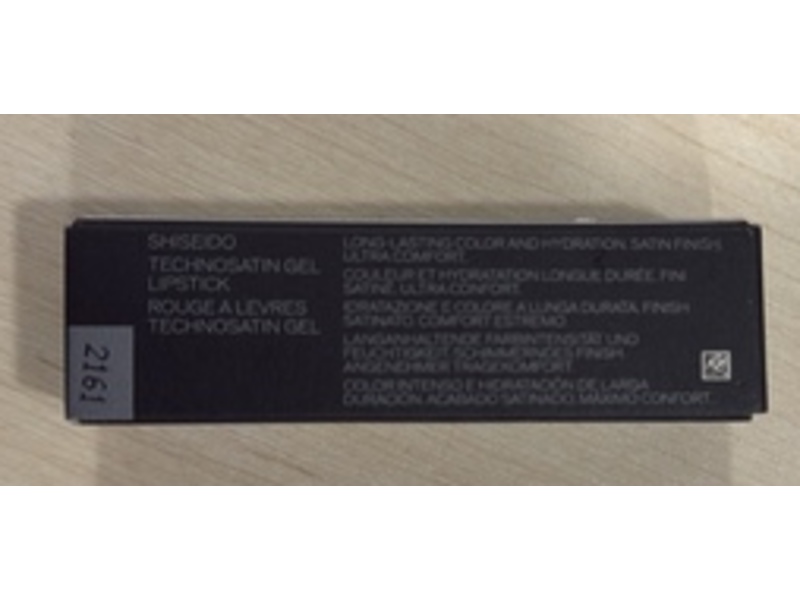 SHISEIDO
TECHNOSATIN GEL
LIPSTICK
ROUGE A LEVRES
TECHNOSATIN GEL
LONG-LASTING COLOR AND HYDRATION. SATIN FINISH.
ULTRA COMFORT.
COULEUR ET HYDRATATION LONGUE DURÉE. FINI
SATINÉ. ULTRA CONFORT.
IDRATAZIONE E COLORE A LUNGA DURATA. FINISH
SATINATO. COMFORT ESTREMO
LANGANHALTENDE FARBINTENSITÄT UND
FEUCHTIGKEIT SCHIMMERNDES FINISH
ANGENEHMER TRAGEKOMFORT
COLOR INTENSO E HIDRATACIÓN DE LARGA
DURACIÓN. ACABADO SATINADO. MÁXIMO CONFORT.
2161